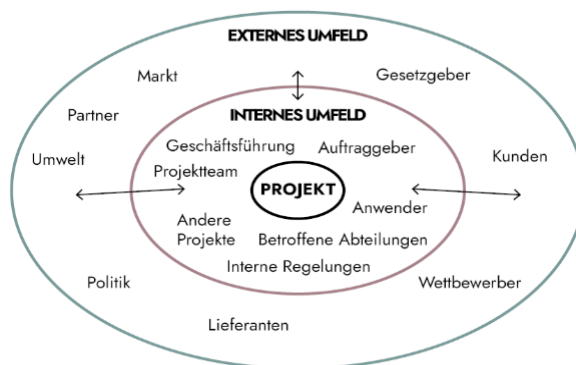 EXTERNES UMFELD
Markt
Gesetzgeber
Partner
INTERNES UMFELD
Geschäftsführung
Auftraggeber
Umwelt
Kunden
Projektteam
PROJEKT
Anwender
Andere
Projekte
Betroffene Abteilungen
Interne Regelungen
Politik
Wettbewerber
Lieferanten